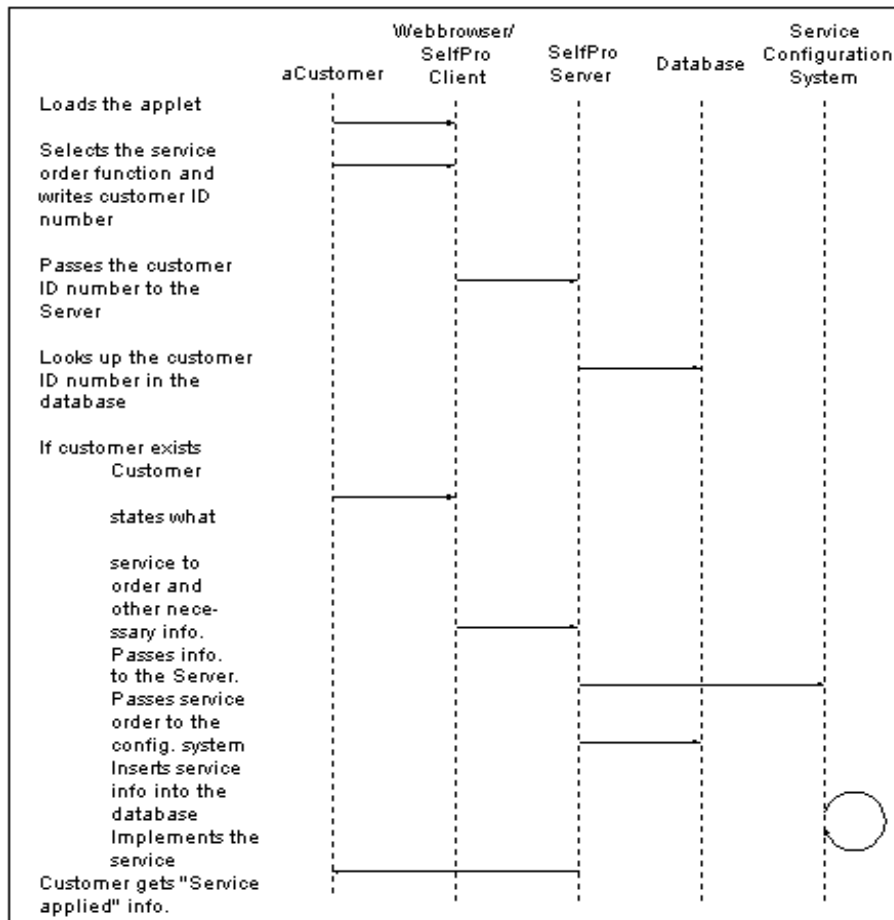 aCustomer
Webbrowser/
SelfPro
Client
SelfPro
Server
Database
Service
Configuration
System
Loads the applet
Selects the service
order function and
writes customer ID
number
Passes the customer
ID number to the
Server
Looks up the customer
ID number in the
database
If customer exists
Customer
states what
service to
order and
other nece-
ssary info.
Passes info.
to the Server.
Passes service
order to the
config. system
Inserts service
info into the
database
Implements the
service
Customer gets "Service
applied" info.